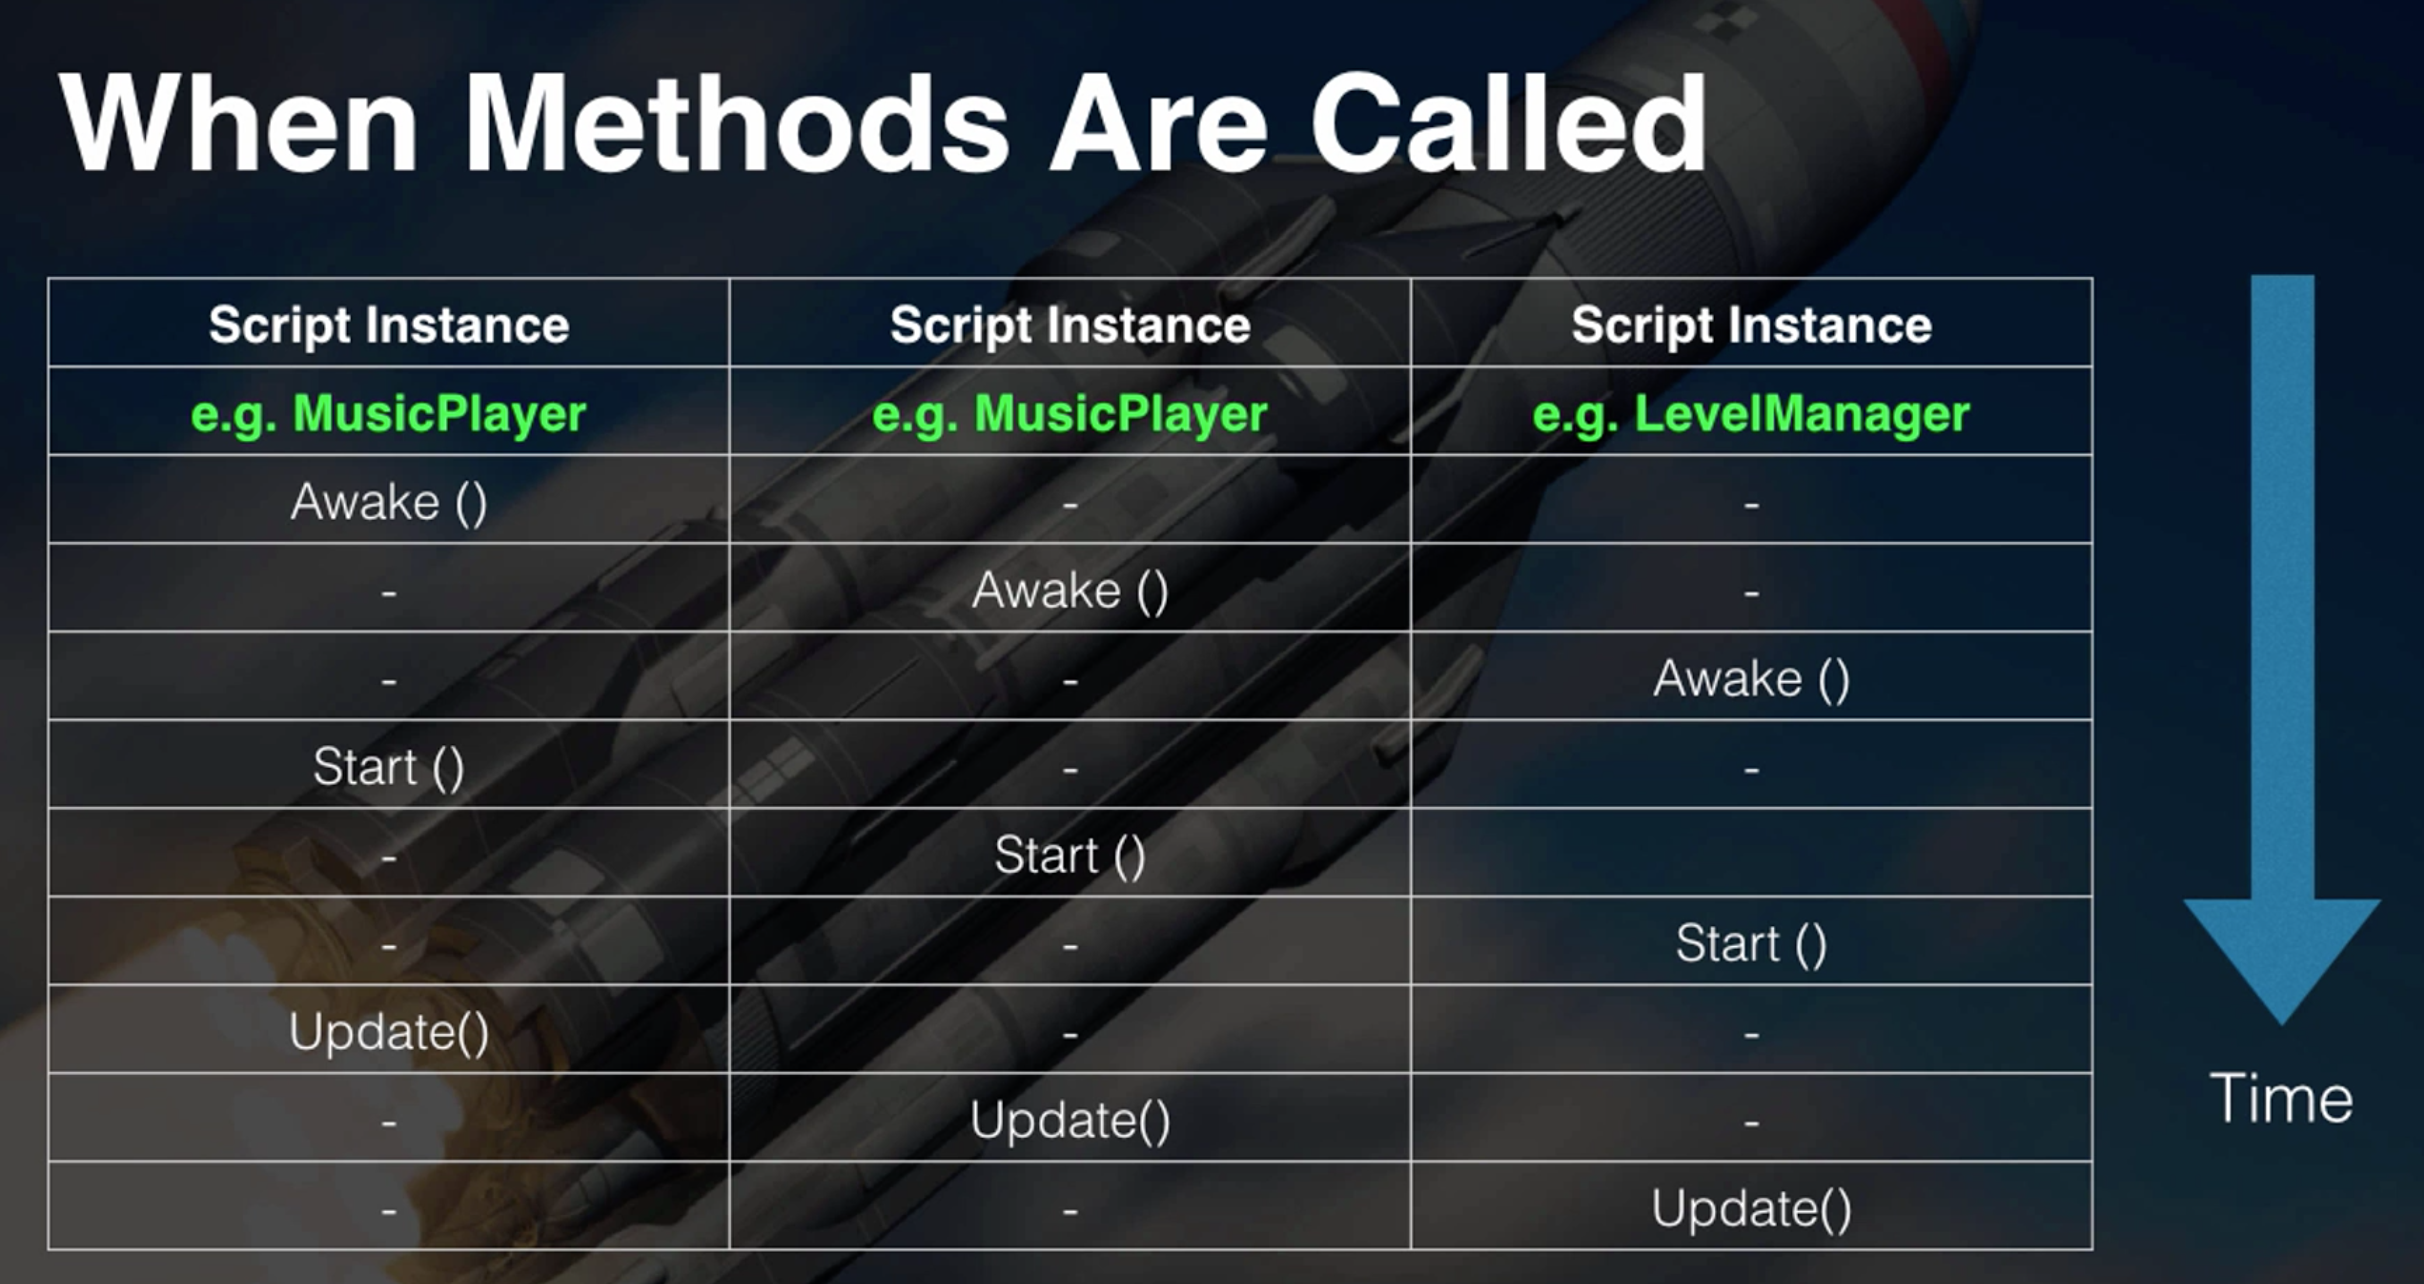 When Methods Are Called
Script Instance Script Instance Script Instance
e.g. MusicPlayer e.g. MusicPlayer e.g. LevelManager
Awake () - -
- Awake () -
- - Awake ()
Start () - -
- Start ()
- - Start ()
Update() - -
- Update() -
- - Update()
Time